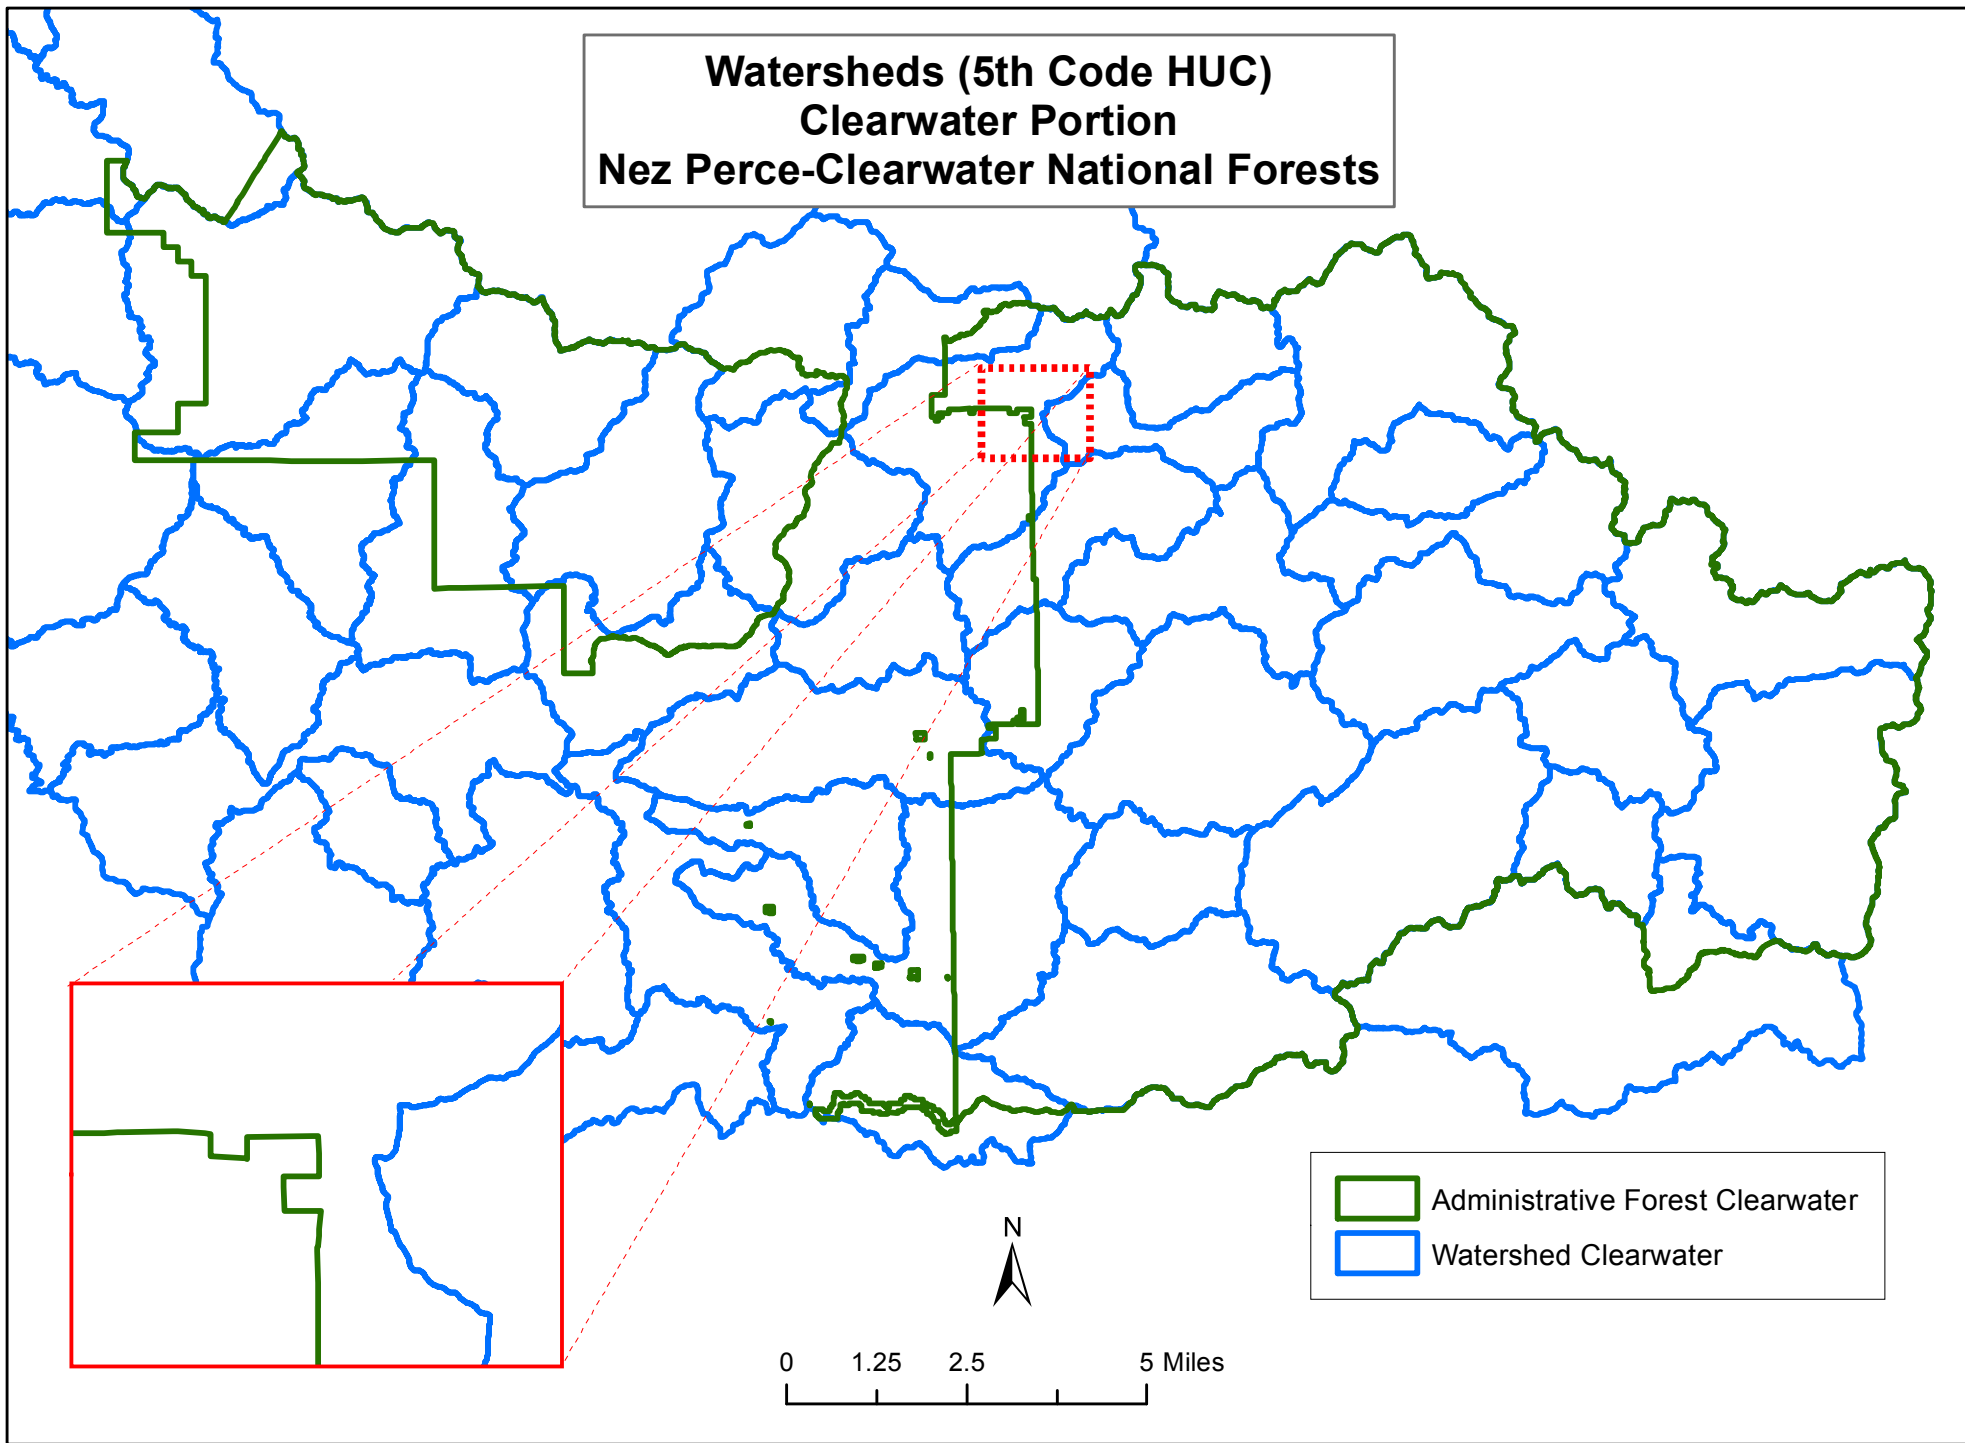 Watersheds (5th Code HUC)
Clearwater Portion
Nez Perce-Clearwater National Forests
Administrative Forest Clearwater
Watershed Clearwater
N
0 1.25 2.5 5 Miles